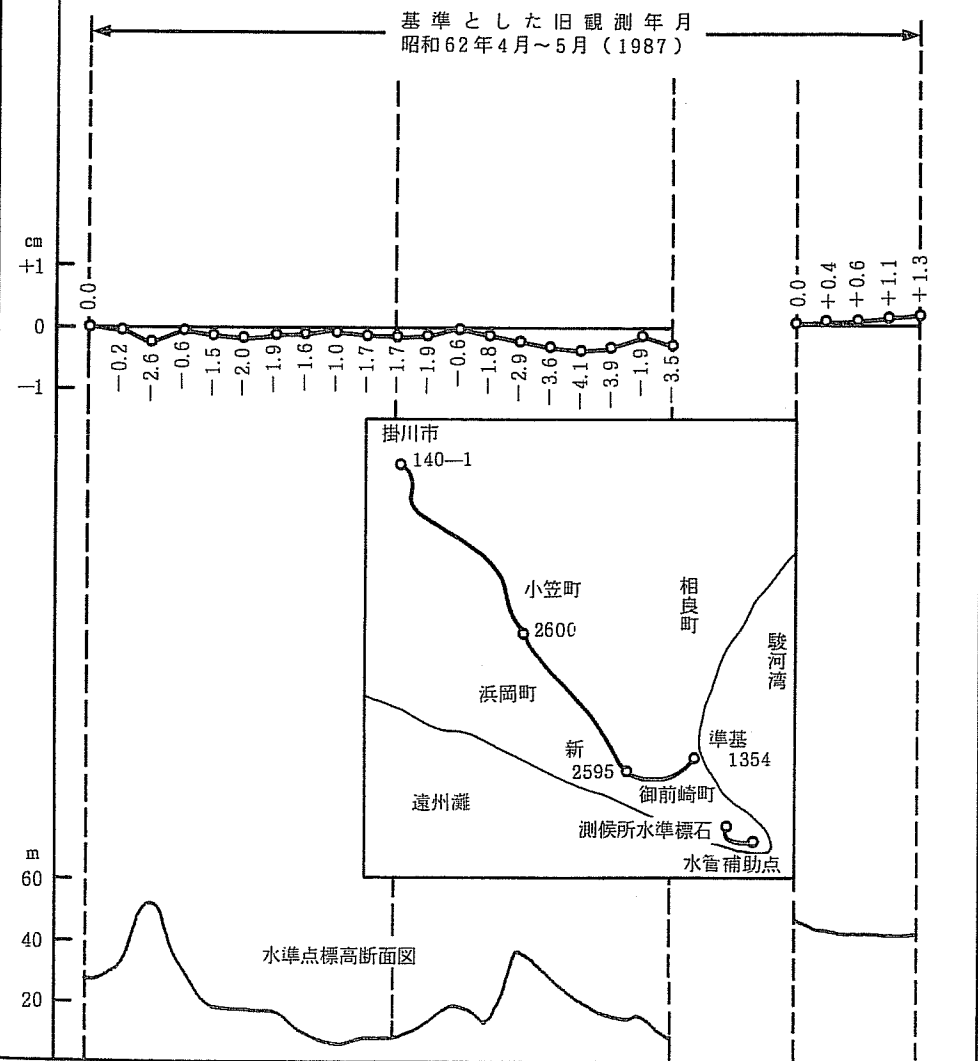 基準とした旧観測年月
昭和62年4月~5月(1987)
cm
+1
0
−1
0.0
−0.2
−2.6
−0.6
−1.5
−2.0
−1.9
−1.6
−1.0
−1.7
−1.7
−1.9
−0.6
−1.8
−2.9
−3.6
−4.1
−3.9
−1.9
−3.5
0.0
+0.4
+0.6
+1.1
+1.3
掛川市
140—1
小笠町
2600
相良町
駿河湾
浜岡町
新
2595
準基
1354
御前崎町
遠州灘
測候所水準標石
水管補助点
m
60
40
20
水準点標高断面図